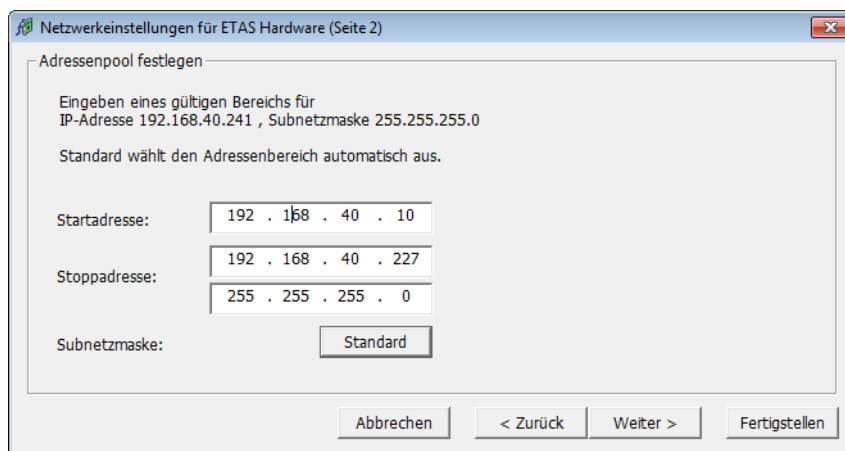 Netzwerkeinstellungen für ETAS Hardware (Seite 2)
Adressenpool festlegen
Eingeben eines gültigen Bereichs für
IP-Adresse 192.168.40.241 , Subnetzmaske 255.255.255.0
Standard wählt den Adressenbereich automatisch aus.
Startadresse: 192 . 168 . 40 . 10
Stoppadresse: 192 . 168 . 40 . 227
255 . 255 . 255 . 0
Subnetzmaske: Standard
Abbrechen < Zurück Weiter > Fertigstellen